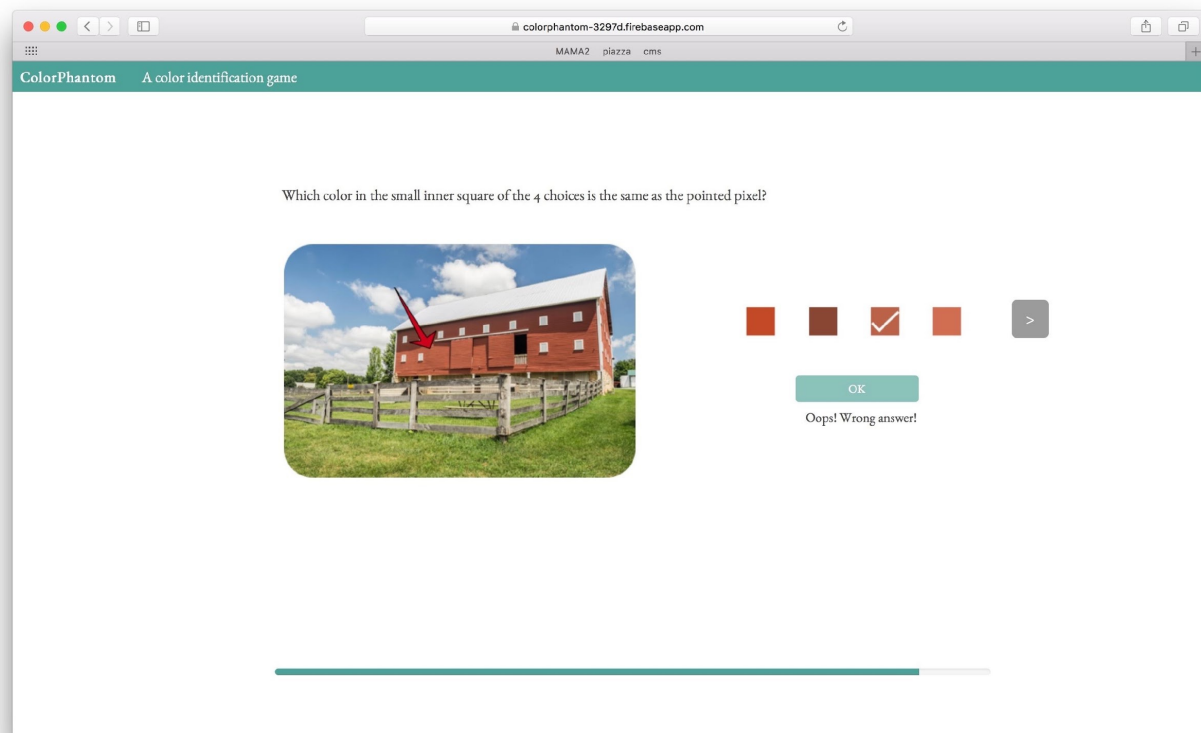 colorphantom-3297d.firebaseapp.com
MAMA2 piazza cms
ColorPhantom A color identification game
Which color in the small inner square of the 4 choices is the same as the pointed pixel?
>
OK
Oops! Wrong answer!